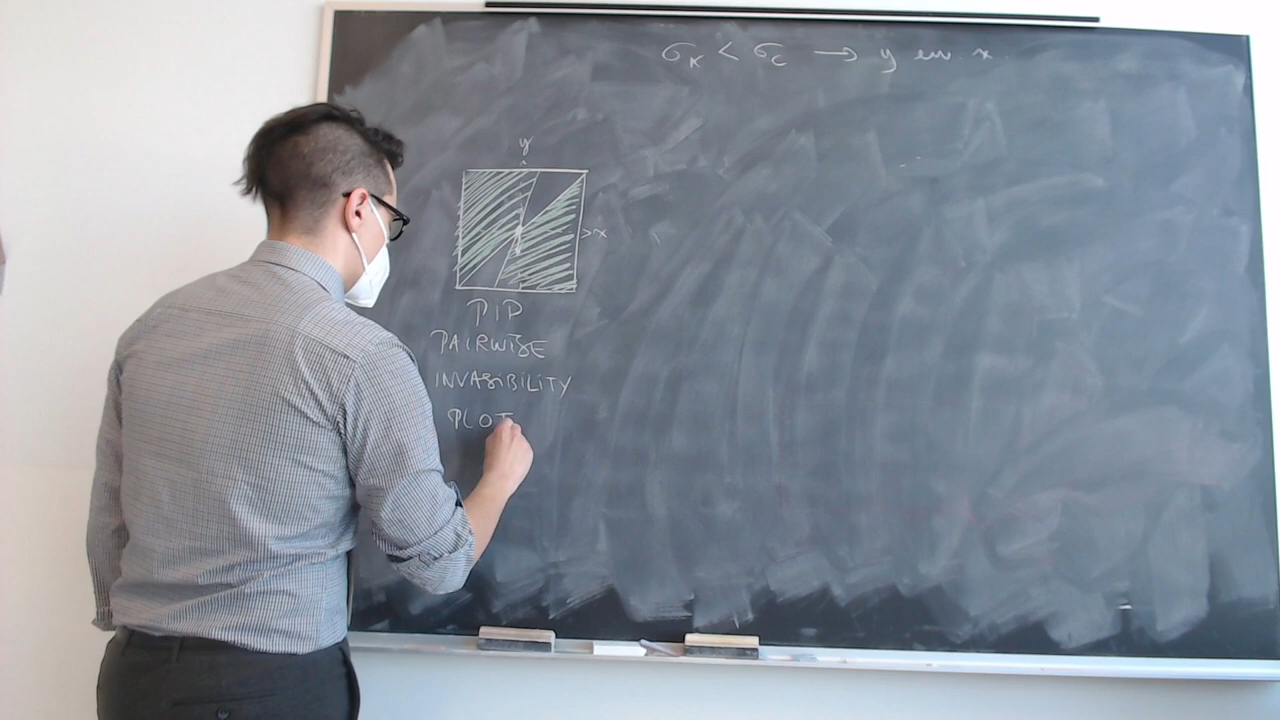 σ_K < σ_C → y inv. x.
y
> x
PIP
PAIRWISE
INVASIBILITY
PLOT